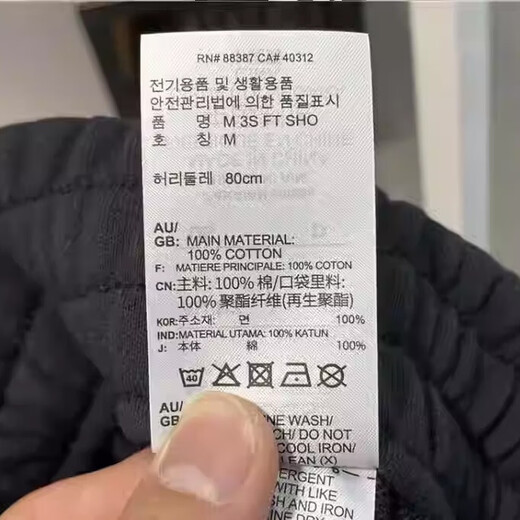 RN# 88387 CA# 40312
전기용품 및 생활용품
안전관리법에 의한 품질표시
품 명 M 3S FT SHO
호 칭 M
허리둘레 80cm
AU/
GB: MAIN MATERIAL:
100% COTTON
F: MATIERE PRINCIPALE: 100% COTON
CN: 主料: 100% 棉/口袋里料:
100% 聚酯纤维(再生聚酯)
KOR: 주소재: 면 100%
IND: MATERIAL UTAMA: 100% KATUN
J: 本体 綿 100%
40
AU/
GB: WASH/
DO NOT
COOL IRON/
CLEAN (X)
WITH LIKE
AND IRON